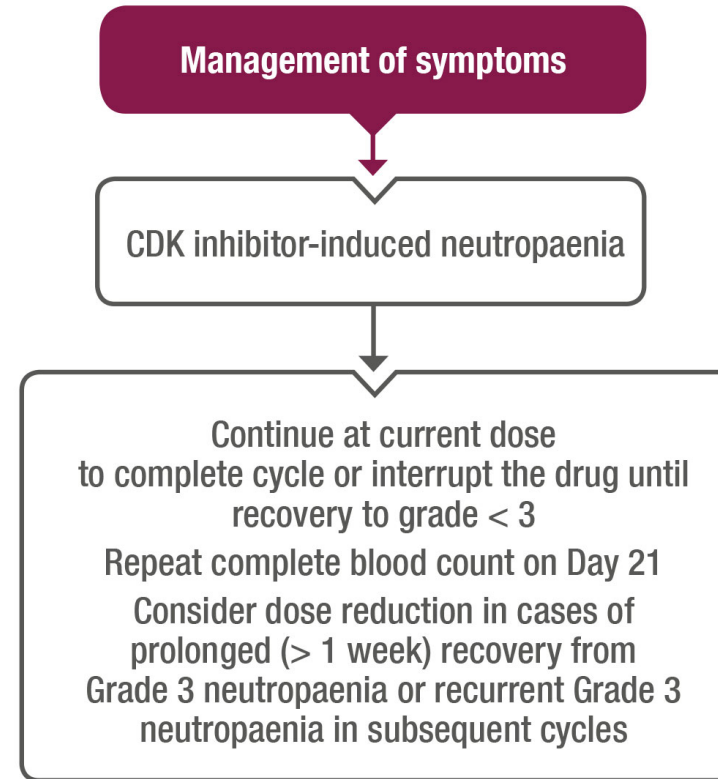 Management of symptoms
CDK inhibitor-induced neutropaenia
Continue at current dose
to complete cycle or interrupt the drug until
recovery to grade < 3
Repeat complete blood count on Day 21
Consider dose reduction in cases of
prolonged (> 1 week) recovery from
Grade 3 neutropaenia or recurrent Grade 3
neutropaenia in subsequent cycles